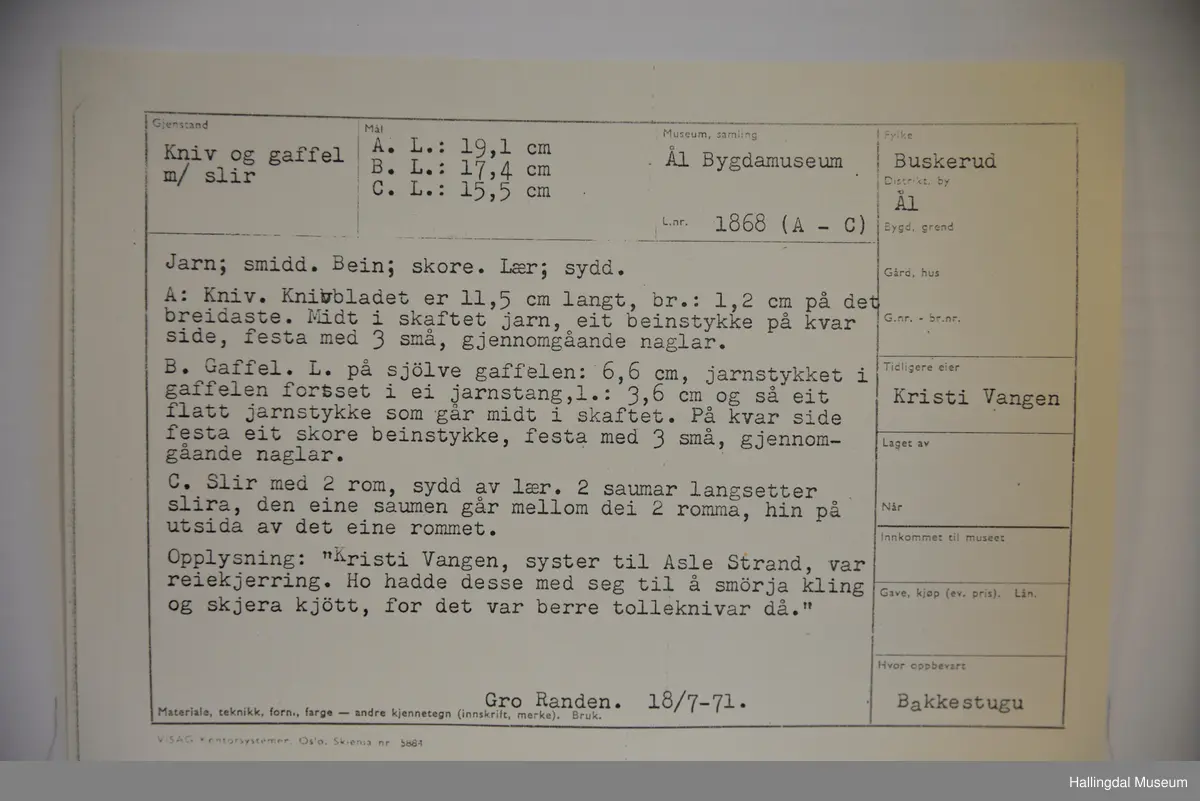 Gjenstand
Kniv og gaffel
m/ slir
Mål
A. L.: 19,1 cm
B. L.: 17,4 cm
C. L.: 15,5 cm
Museum, samling
Ål Bygdamuseum
L.nr. 1868 (A - C)
Fylke
Buskerud
Distrikt, by
Ål
Bygd, grend
Gård, hus
G.nr. - br.nr.
Tidligere eier
Kristi Vangen
Laget av
Når
Innkommet til museet
Gave, kjøp (ev. pris). Lån.
Hvor oppbevart
Bakkestugu
Jarn; smidd. Bein; skore. Lær; sydd.
A: Kniv. Knivbladet er 11,5 cm langt, br.: 1,2 cm på det
breidaste. Midt i skaftet jarn, eit beinstykke på kvar
side, festa med 3 små, gjennomgåande naglar.
B. Gaffel. L. på sjölve gaffelen: 6,6 cm, jarnstykket i
gaffelen fortset i ei jarnstang,l.: 3,6 cm og så eit
flatt jarnstykke som går midt i skaftet. På kvar side
festa eit skore beinstykke, festa med 3 små, gjennom-
gåande naglar.
C. Slir med 2 rom, sydd av lær. 2 saumar langsetter
slira, den eine saumen går mellom dei 2 romma, hin på
utsida av det eine rommet.
Opplysning: "Kristi Vangen, syster til Asle Strand, var
reiekjerring. Ho hadde desse med seg til å smörja kling
og skjera kjött, for det var berre tolleknivar då."
Gro Randen. 18/7-71.
Materiale, teknikk, form, farge — andre kjennetegn (innskrift, merke). Bruk.
VISAG Kontorsystemer. Oslo. Skjema nr 5884
Hallingdal Museum